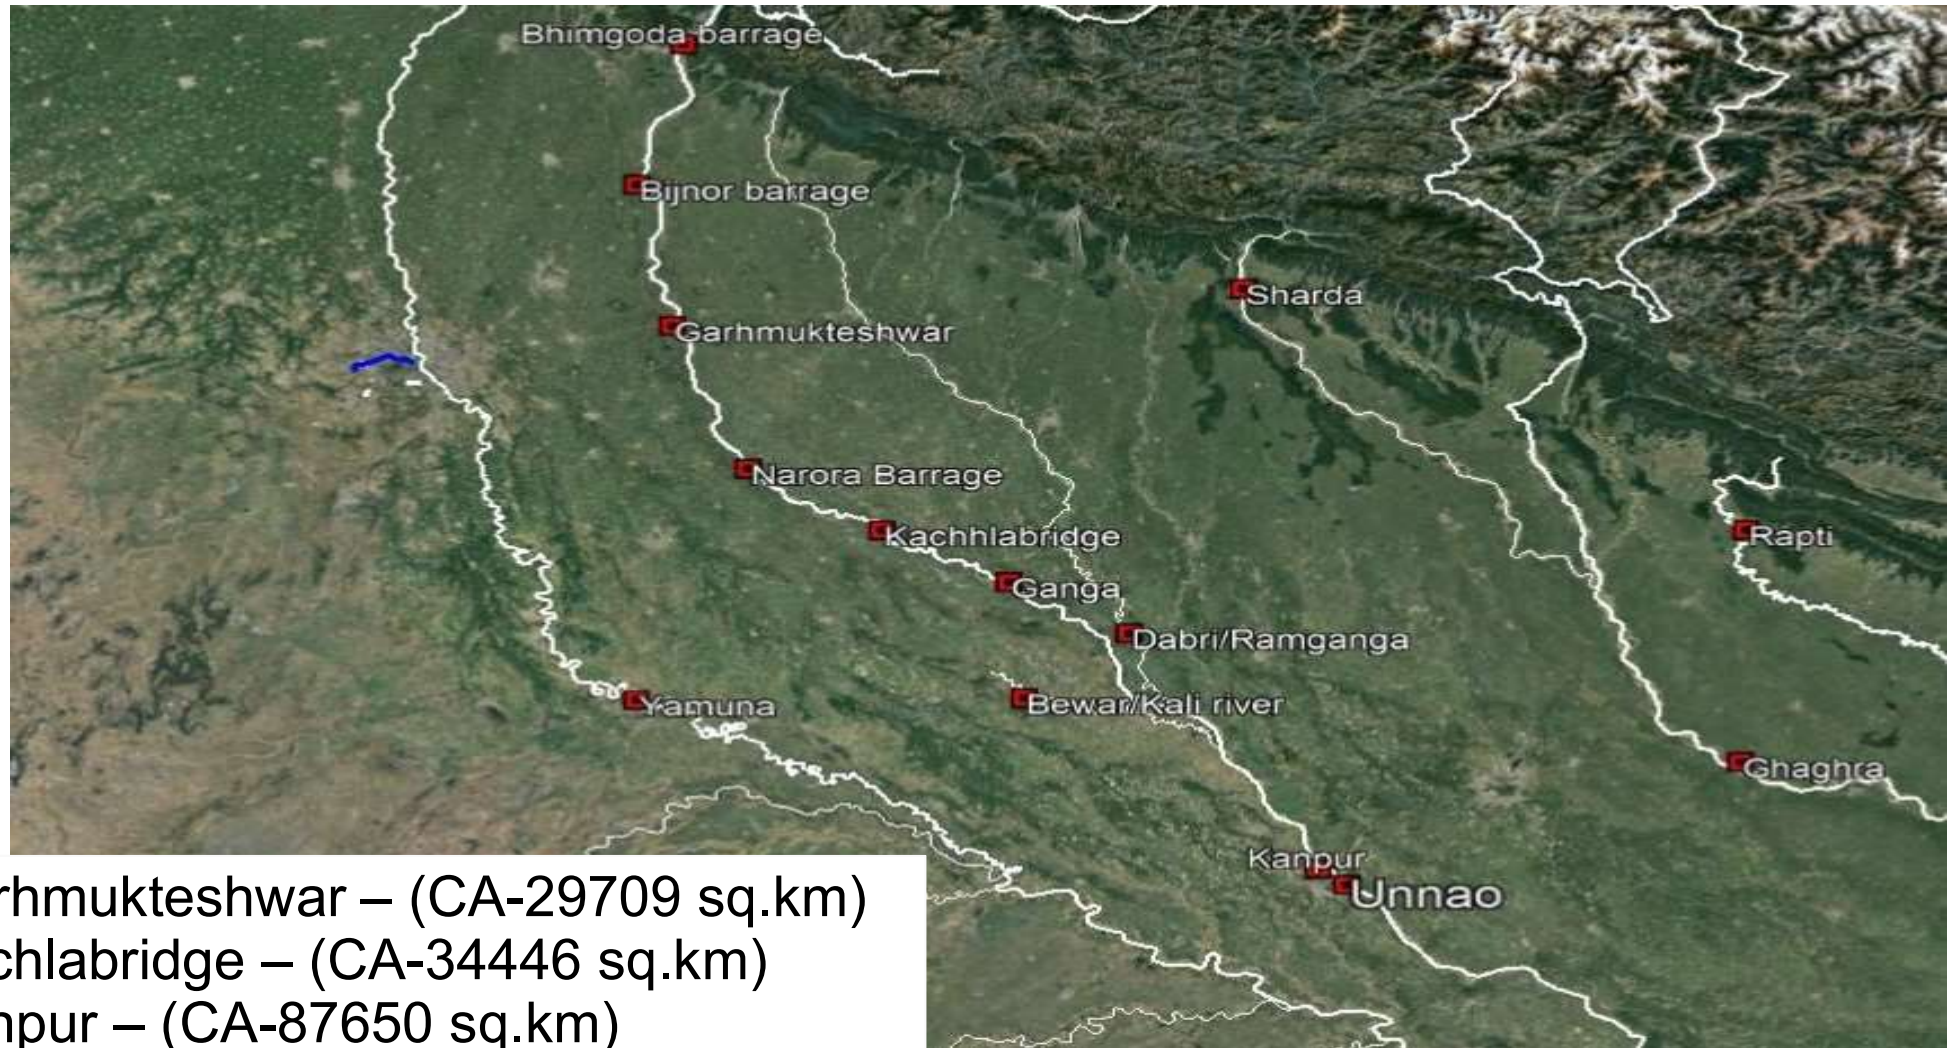 Bhimgoda barrage
Bijnor barrage
Sharda
Garhmukteshwar
Narora Barrage
Kachhlabridge
Rapti
Ganga
Dabri/Ramganga
Yamuna
Bewar/Kali river
Ghaghra
Kanpur
Unnao
rhmukteshwar – (CA-29709 sq.km)
chlabridge – (CA-34446 sq.km)
npur – (CA-87650 sq.km)